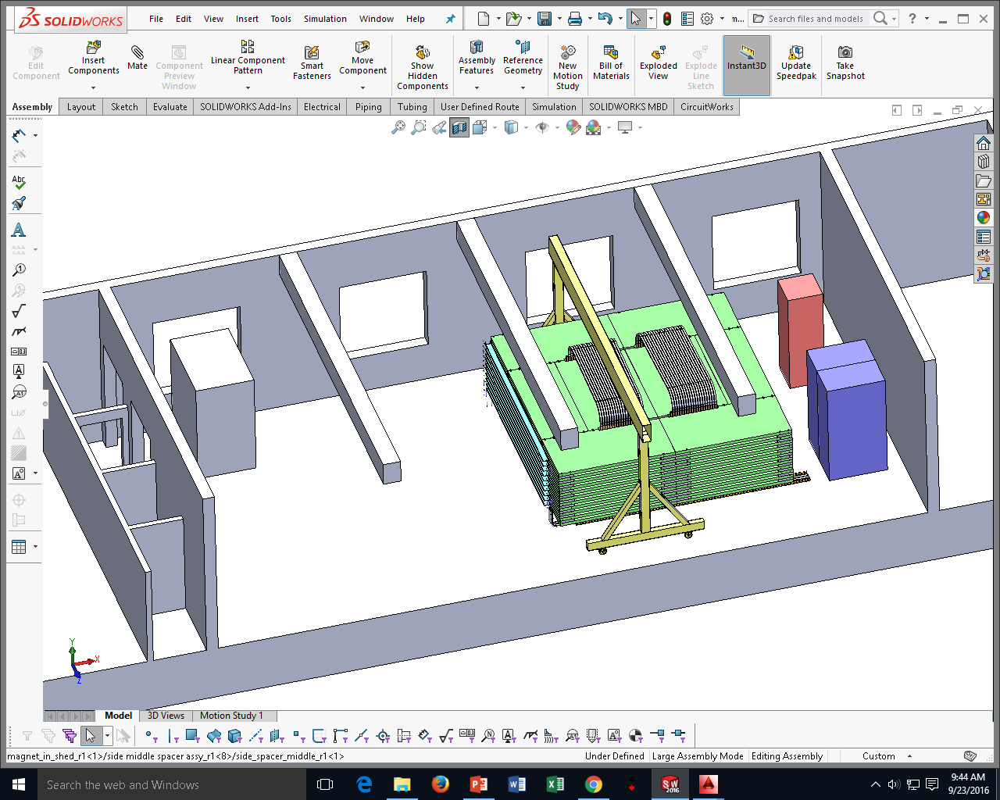 SOLIDWORKS File Edit View Insert Tools Simulation Window Help m... Search files and models ?
Edit Component
Insert Components
Mate
Component Preview Window
Linear Component Pattern
Smart Fasteners
Move Component
Show Hidden Components
Assembly Features
Reference Geometry
New Motion Study
Bill of Materials
Exploded View
Explode Line Sketch
Instant3D
Update Speedpak
Take Snapshot
Assembly Layout Sketch Evaluate SOLIDWORKS Add-Ins Electrical Piping Tubing User Defined Route Simulation SOLIDWORKS MBD CircuitWorks
Abc
Y
X
Z
Model 3D Views Motion Study 1
magnet_in_shed_r1<1>/side middle spacer assy_r1<8>/side_spacer_middle_r1<1> Under Defined Large Assembly Mode Editing Assembly Custom
Search the web and Windows
SW 2016
9:44 AM
9/23/2016